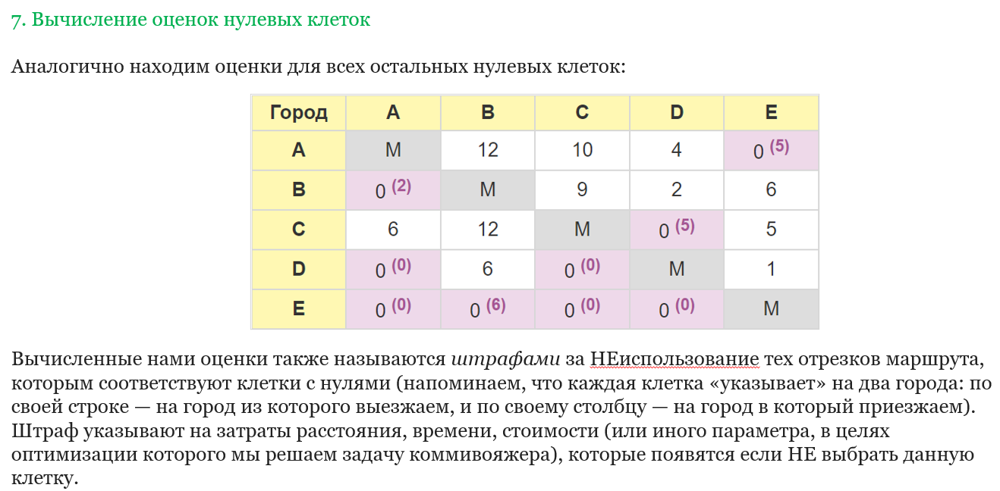 7. Вычисление оценок нулевых клеток
Аналогично находим оценки для всех остальных нулевых клеток:
Город A B C D E
A M 12 10 4 0 (5)
B 0 (2) M 9 2 6
C 6 12 M 0 (5) 5
D 0 (0) 6 0 (0) M 1
E 0 (0) 0 (6) 0 (0) 0 (0) M
Вычисленные нами оценки также называются штрафами за НЕиспользование тех отрезков маршрута,
которым соответствуют клетки с нулями (напоминаем, что каждая клетка «указывает» на два города: по
своей строке — на город из которого выезжаем, и по своему столбцу — на город в который приезжаем).
Штраф указывают на затраты расстояния, времени, стоимости (или иного параметра, в целях
оптимизации которого мы решаем задачу коммивояжера), которые появятся если НЕ выбрать данную
клетку.